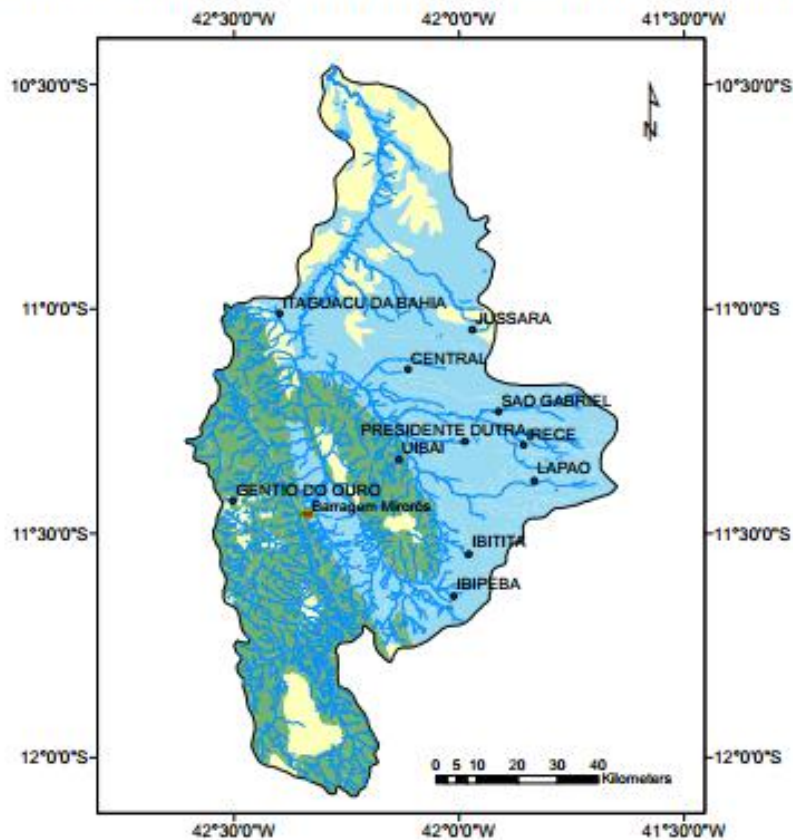 42°30'0"W 42°0'0"W 41°30'0"W
10°30'0"S 10°30'0"S
N
11°0'0"S 11°0'0"S
ITAGUACU DA BAHIA
JUSSARA
CENTRAL
SAO GABRIEL
PRESIDENTE DUTRA
IRECE
UIBAI
LAPAO
GENTIO DO OURO
Barragem Mirorós
11°30'0"S 11°30'0"S
IBITITA
IBIPEBA
12°0'0"S 12°0'0"S
0 5 10 20 30 40
Kilometers
42°30'0"W 42°0'0"W 41°30'0"W